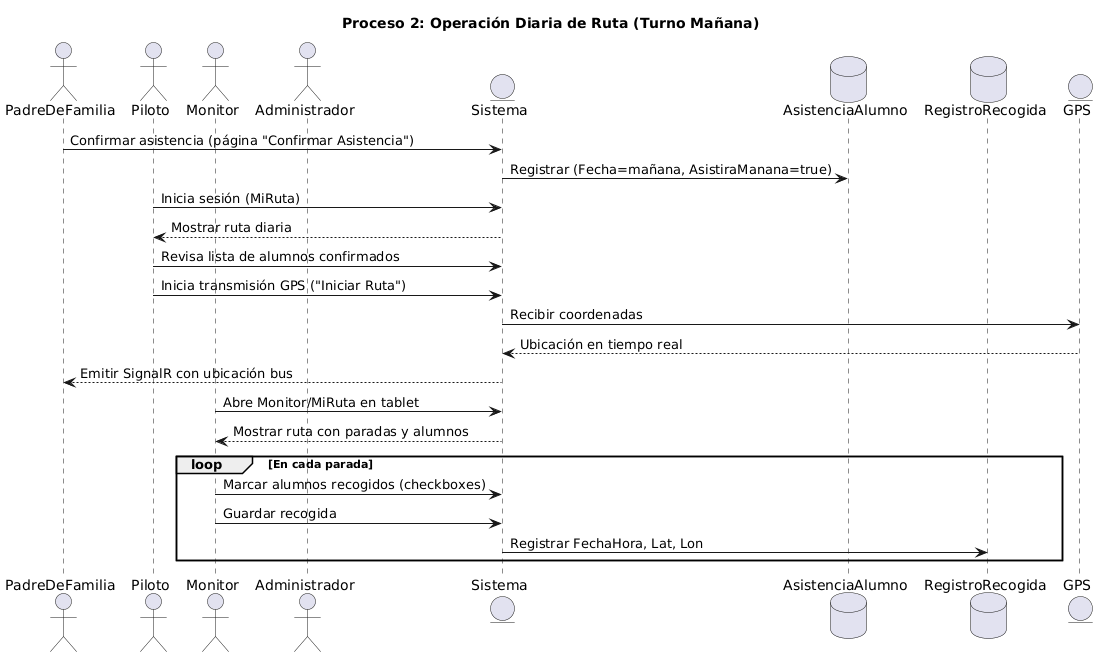 Proceso 2: Operación Diaria de Ruta (Turno Mañana)
PadreDeFamilia Piloto Monitor Administrador Sistema AsistenciaAlumno RegistroRecogida GPS
Confirmar asistencia (página "Confirmar Asistencia")
Registrar (Fecha=mañana, AsistiraManana=true)
Inicia sesión (MiRuta)
Mostrar ruta diaria
Revisa lista de alumnos confirmados
Inicia transmisión GPS ("Iniciar Ruta")
Recibir coordenadas
Ubicación en tiempo real
Emitir SignalR con ubicación bus
Abre Monitor/MiRuta en tablet
Mostrar ruta con paradas y alumnos
loop [En cada parada]
Marcar alumnos recogidos (checkboxes)
Guardar recogida
Registrar FechaHora, Lat, Lon
PadreDeFamilia Piloto Monitor Administrador Sistema AsistenciaAlumno RegistroRecogida GPS